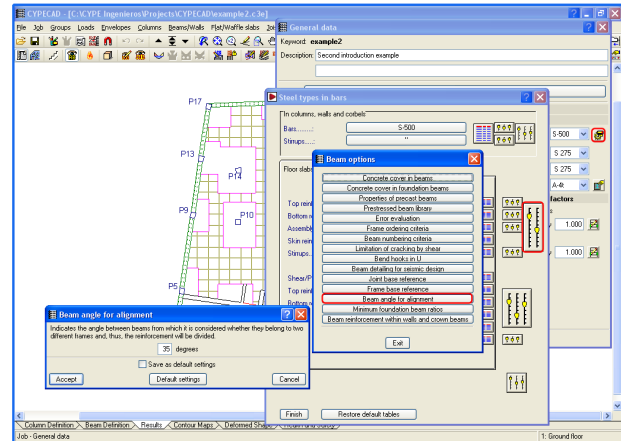 CYPECAD - [C:\CYPE Ingenieros\Projects\CYPECAD\example2.c3e]
File Job Groups Loads Envelopes Columns Beams/Walls Flat/Waffle slabs
General data
Keyword: example2
Description: Second introduction example
Steel types in bars
In columns, walls and corbels
Bars.......: S-500
Stirrups....: "
S-500
S 275
S 275
A-4t
factors
1.000
1.000
Floor slabs
Top reinf
Bottom r
Assembl
Skin rein
Stirrups.
Shear/P
Top rein
Bottom r
Beam options
Concrete cover in beams
Concrete cover in foundation beams
Properties of precast beams
Prestressed beam library
Error evaluation
Frame ordering criteria
Beam numbering criteria
Limitation of cracking by shear
Bend hooks in U
Beam detailing for seismic design
Joint base reference
Frame base reference
Beam angle for alignment
Minimum foundation beam ratios
Beam reinforcement within walls and crown beams
Exit
P17
P13
P14
P9
P10
P5
Beam angle for alignment
Indicates the angle between beams from which it is considered whether they belong to two
different frames and, thus, the reinforcement will be divided.
35 degrees
Save as default settings
Accept Default settings Cancel
Finish Restore default tables
Column Definition Beam Definition Results Contour Maps Deformed Shape
Job - General data 1: Ground floor